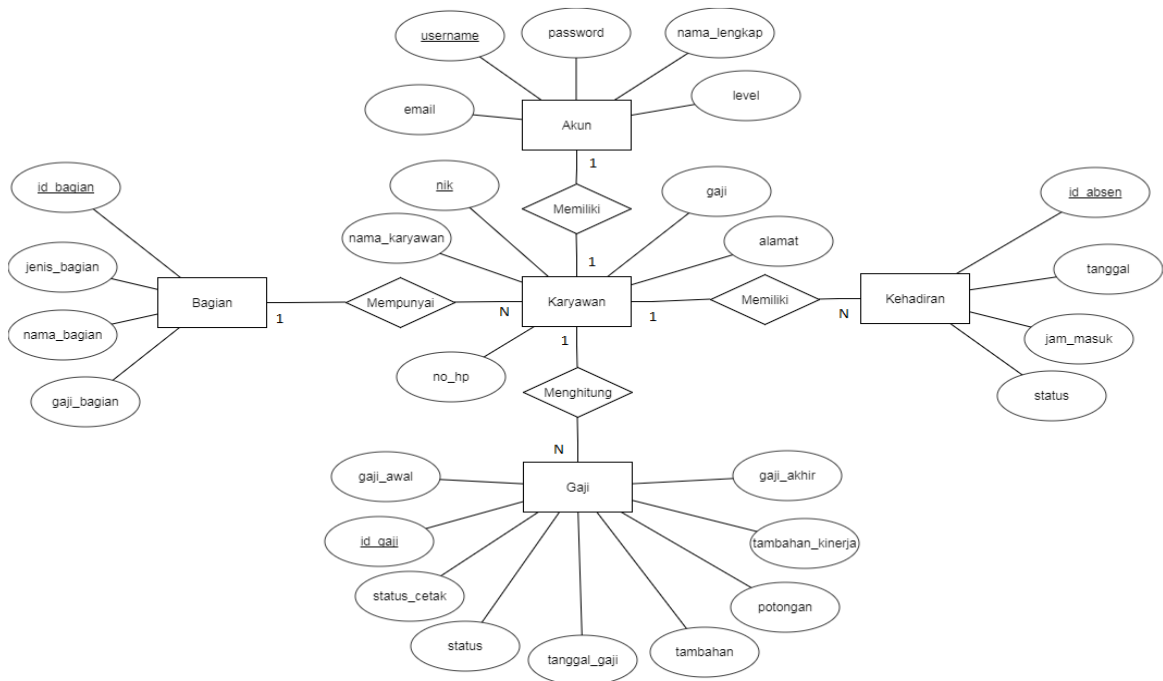 username
password
nama_lengkap
email
level
Akun
1
id_bagian
nik
gaji
id_absen
Memiliki
nama_karyawan
alamat
jenis_bagian
1
tanggal
Bagian
Mempunyai
Karyawan
Memiliki
Kehadiran
1
N
1
N
nama_bagian
1
jam_masuk
no_hp
gaji_bagian
Menghitung
status
N
gaji_awal
Gaji
gaji_akhir
id_gaji
tambahan_kinerja
status_cetak
potongan
status
tanggal_gaji
tambahan